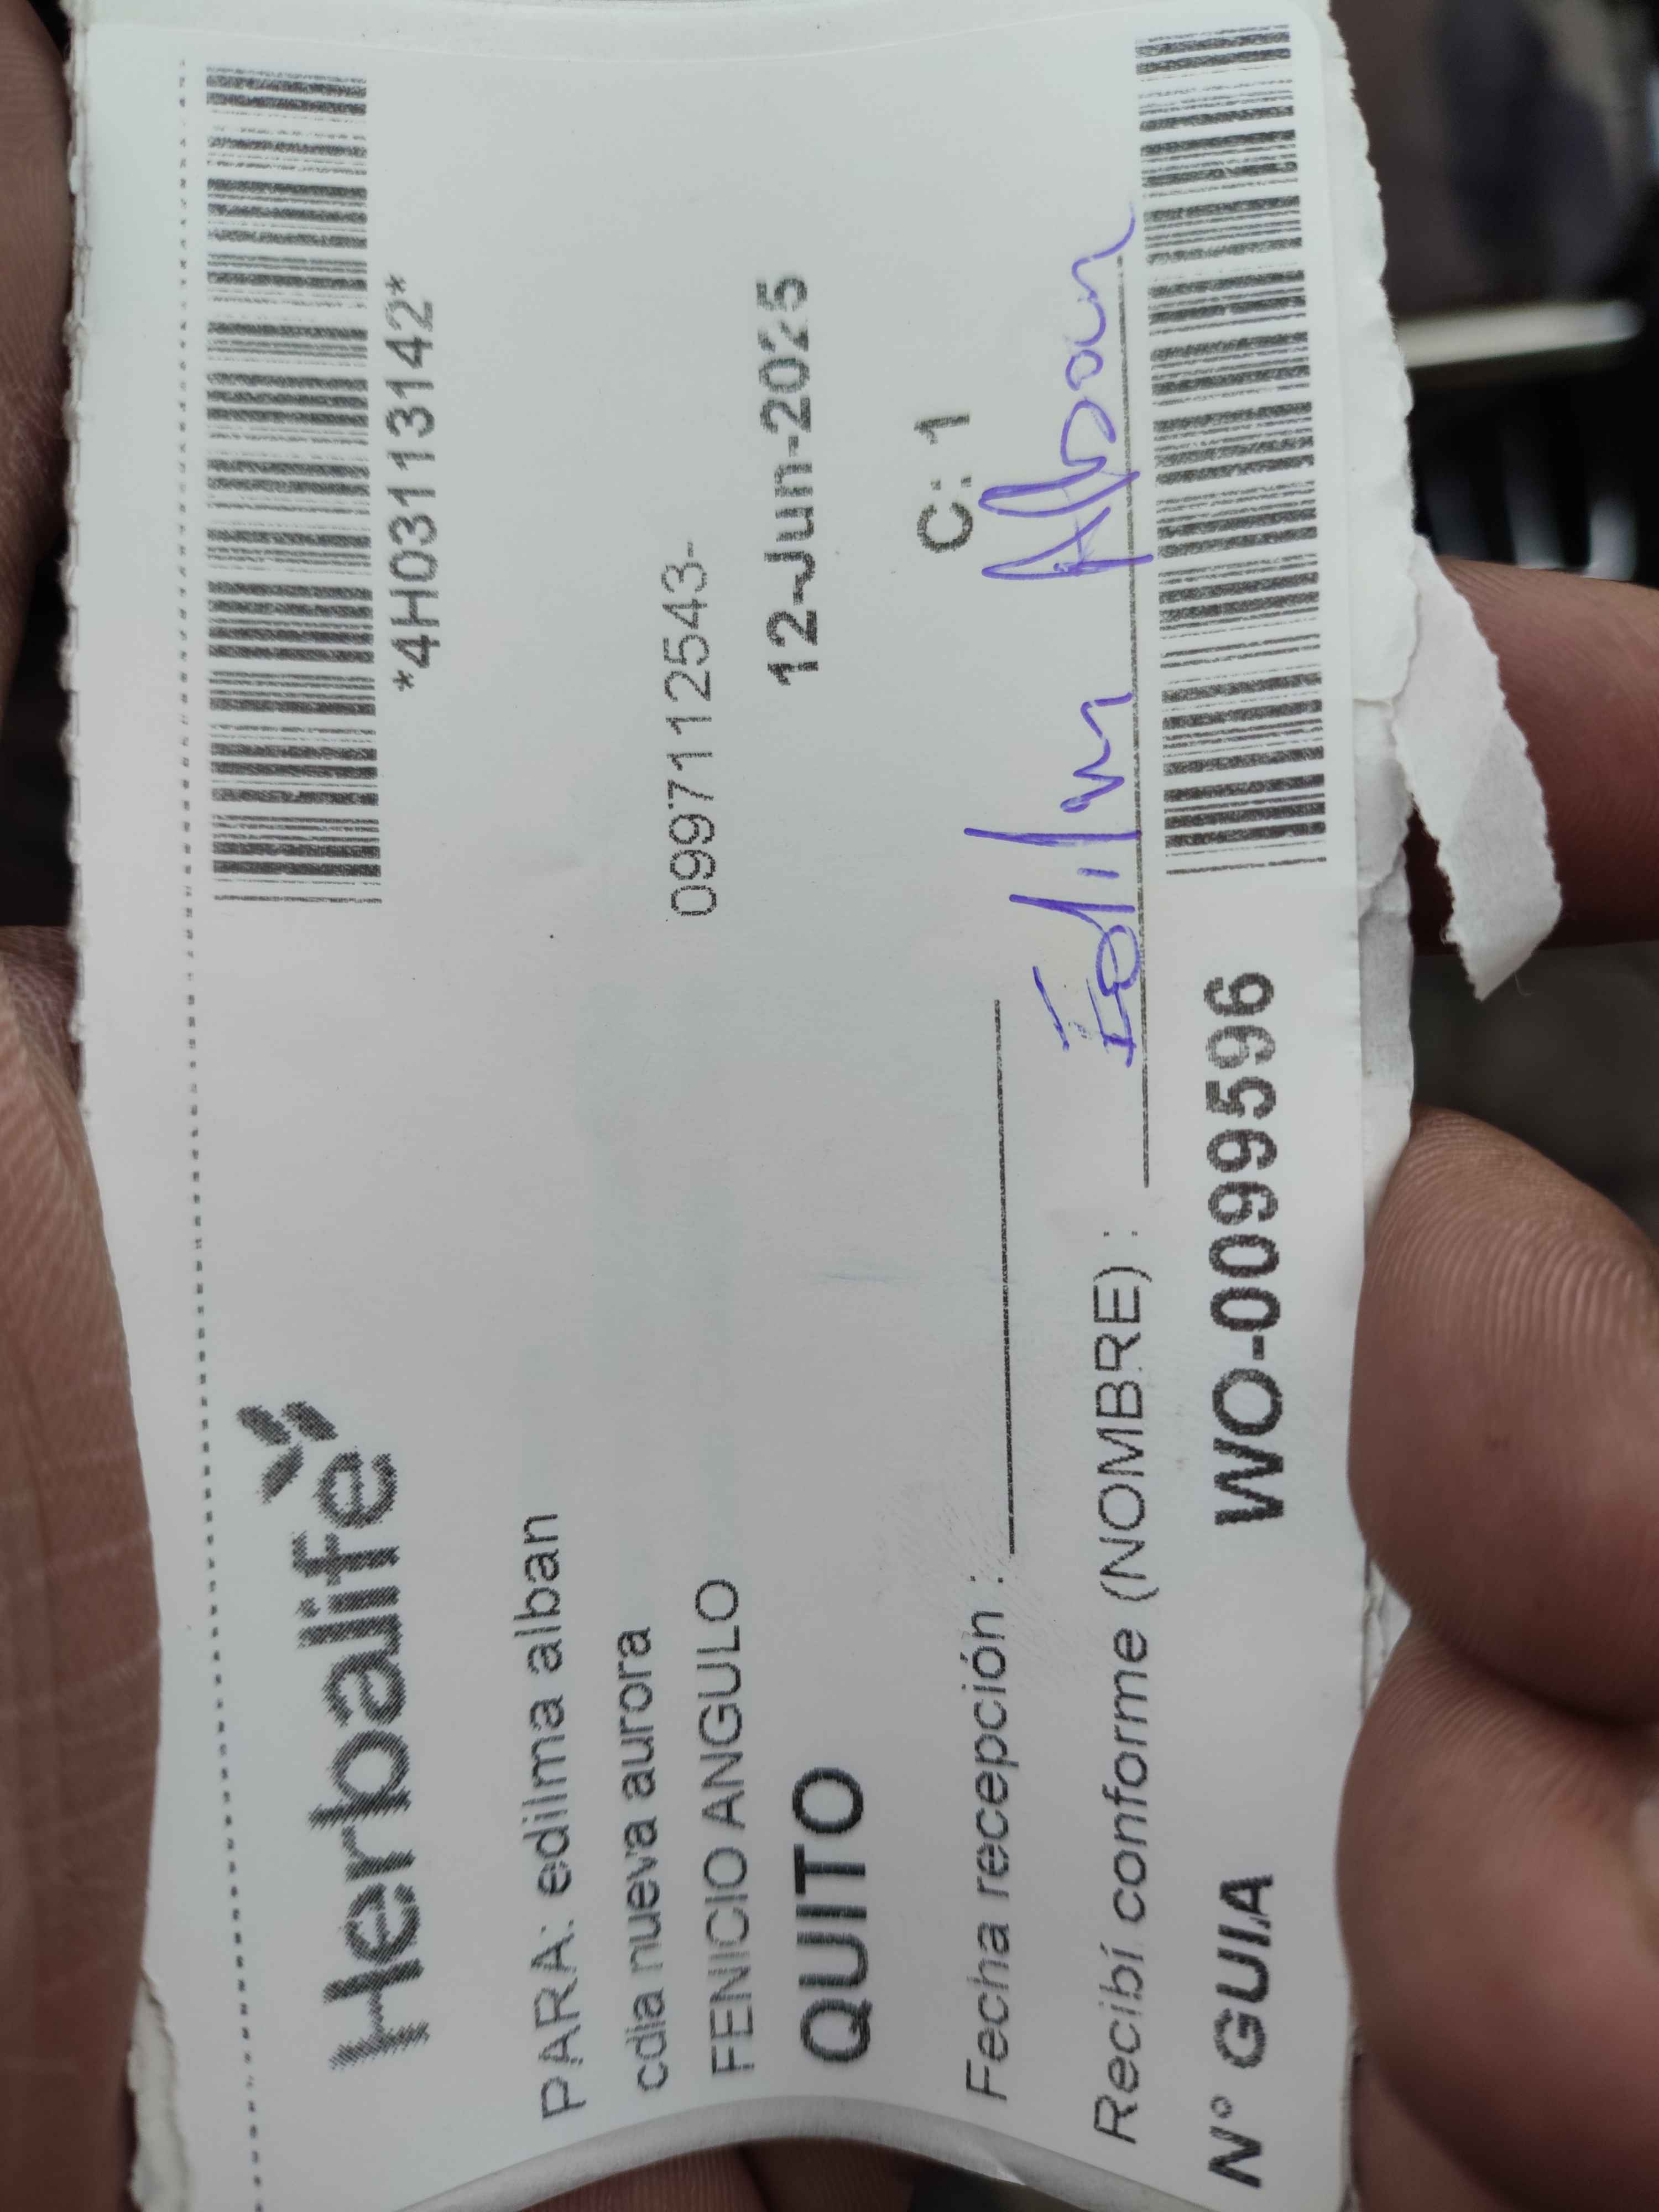 *4H03113142*
Herbalife
PARA: edilma alban
cdla nueva aurora
0997112543-
FENICIO ANGULO
12-Jun-2025
QUITO
C: 1
Fecha recepción :
Recibí conforme (NOMBRE) : Edilma Alban
N° GUIA WO-0099596